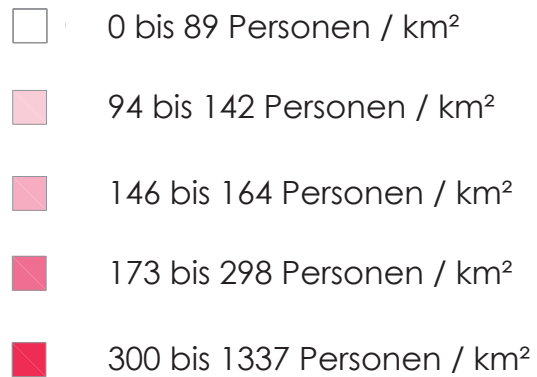 0 bis 89 Personen / km²
94 bis 142 Personen / km²
146 bis 164 Personen / km²
173 bis 298 Personen / km²
300 bis 1337 Personen / km²